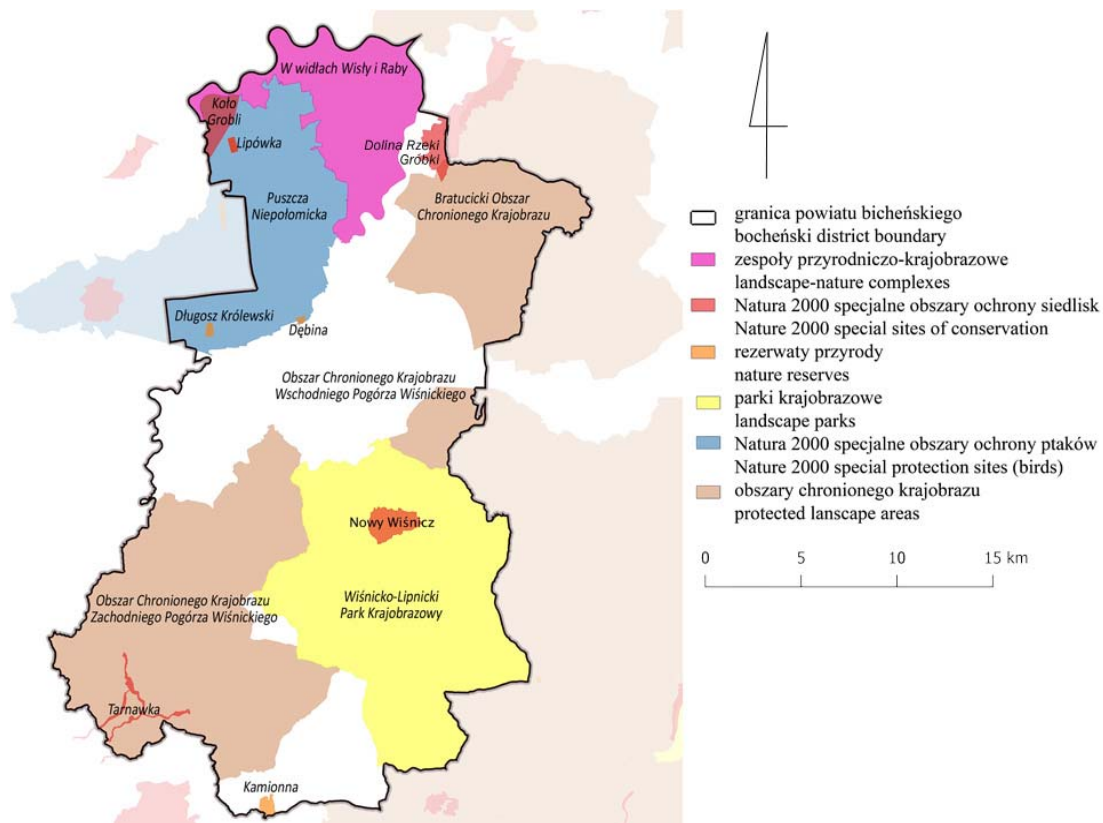 W widłach Wisły i Raby
Koło
Grobli
Lipówka
Dolina Rzeki
Gróbki
Puszcza
Niepołomicka
Bratucicki Obszar
Chronionego Krajobrazu
Długosz Królewski
Dębina
Obszar Chronionego Krajobrazu
Wschodniego Pogórza Wiśnickiego
Nowy Wiśnicz
Obszar Chronionego Krajobrazu
Zachodniego Pogórza Wiśnickiego
Wiśnicko-Lipnicki
Park Krajobrazowy
Tarnawka
Kamionna
granica powiatu bicheńskiego
bocheński district boundary
zespoły przyrodniczo-krajobrazowe
landscape-nature complexes
Natura 2000 specjalne obszary ochrony siedlisk
Nature 2000 special sites of conservation
rezerwaty przyrody
nature reserves
parki krajobrazowe
landscape parks
Natura 2000 specjalne obszary ochrony ptaków
Nature 2000 special protection sites (birds)
obszary chronionego krajobrazu
protected lanscape areas
0 5 10 15 km